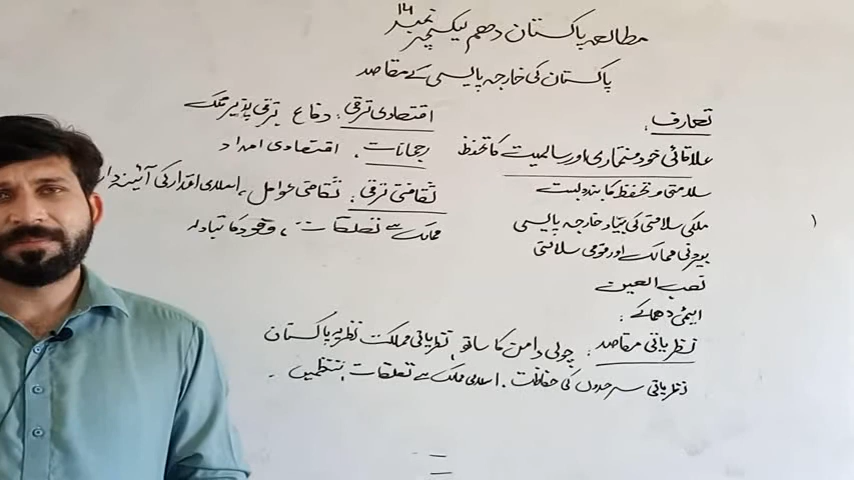 مطالعہ پاکستان دھم لیکچر نمبر ۱۴
پاکستان کی خارجہ پالیسی کے مقاصد
تعارف:
علاقائی خودمختاری اور سالمیت کا تحفظ
سلامتی و تحفظ کا بندوبست
ملکی سلامتی کی بنیاد خارجہ پالیسی
بیرونی ممالک اور قومی سلامتی
نصب العین
ایٹمی دھماکے:
نظریاتی مقاصد: چولی دامن کا ساتھ، نظریاتی مملکت نظریہ پاکستان
نظریاتی سرحدوں کی حفاظت۔ اسلامی ملک سے تعلقات، تنظیمیں۔
اقتصادی ترقی: دفاع ترقی پذیر ملک
رجحانات۔ اقتصادی امداد
ثقافتی ترقی: ثقافتی عوامل، اسلامی اقدار کی آئینہ دار
ممالک سے تعلقات، وفود کا تبادلہ